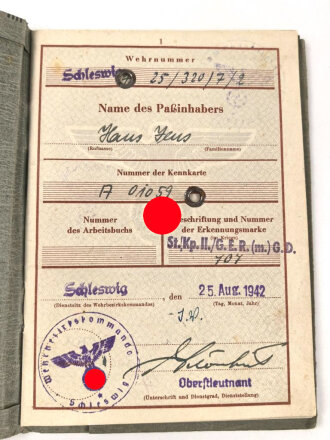 1
Wehrnummer
Schleswig 25/320/7/2
Name des Paßinhabers
Hans Jens
(Rufname) (Familienname)
Nummer der Kennkarte
A 01059
Nummer des Arbeitsbuchs
Beschriftung und Nummer der Erkennungsmarke
St./Kp.II./G.E.R.(m.)G.D.
707
Schleswig, den 25. Aug. 1942
(Dienstsitz des Wehrbezirkskommandos) (Tag, Monat, Jahr)
Wehrbezirkskommando
Schleswig
Oberstleutnant
(Unterschrift und Dienstgrad, Dienststellung)